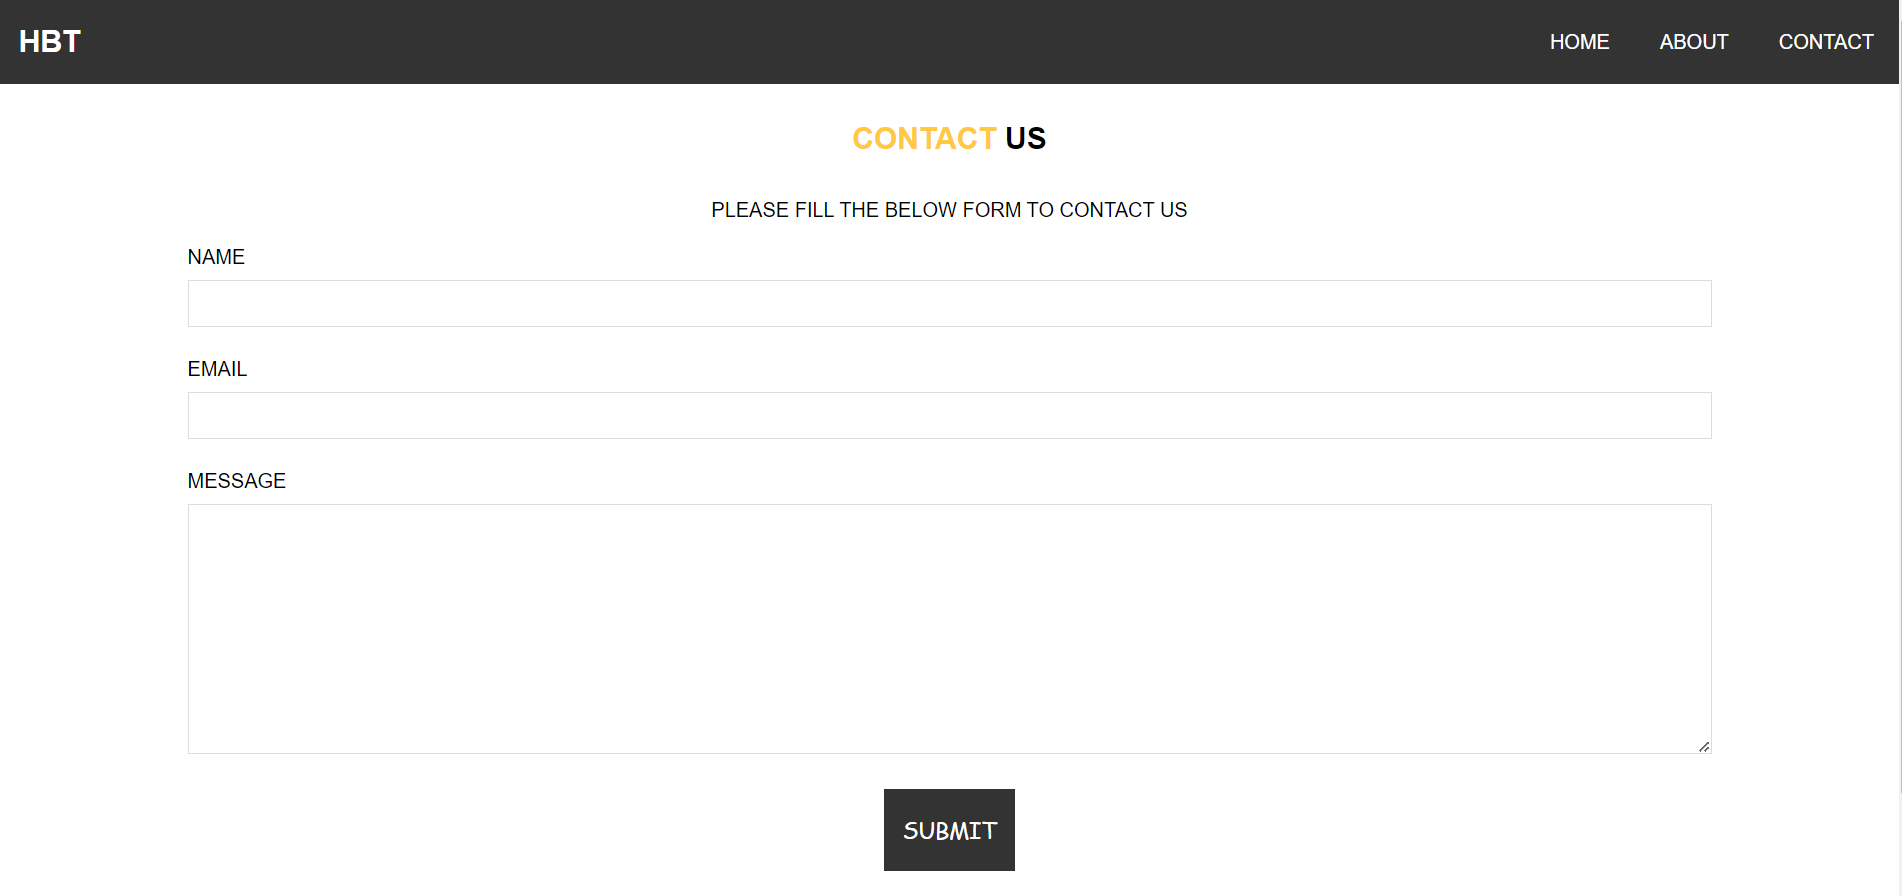 HBT
HOME ABOUT CONTACT
CONTACT US
PLEASE FILL THE BELOW FORM TO CONTACT US
NAME
EMAIL
MESSAGE
SUBMIT